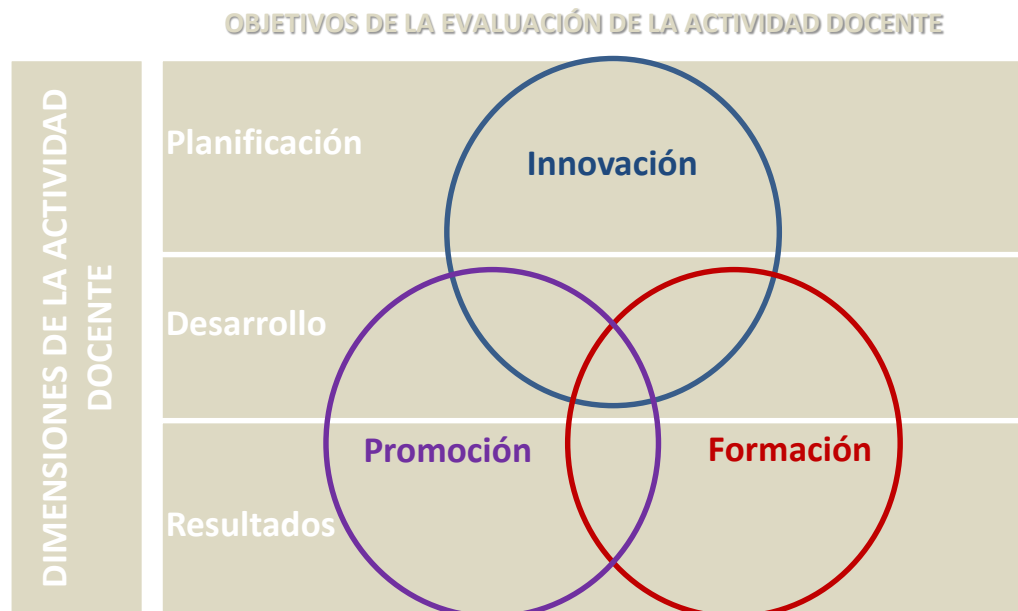 OBJETIVOS DE LA EVALUACIÓN DE LA ACTIVIDAD DOCENTE
DIMENSIONES DE LA ACTIVIDAD
DOCENTE
Planificación
Innovación
Desarrollo
Promoción
Formación
Resultados